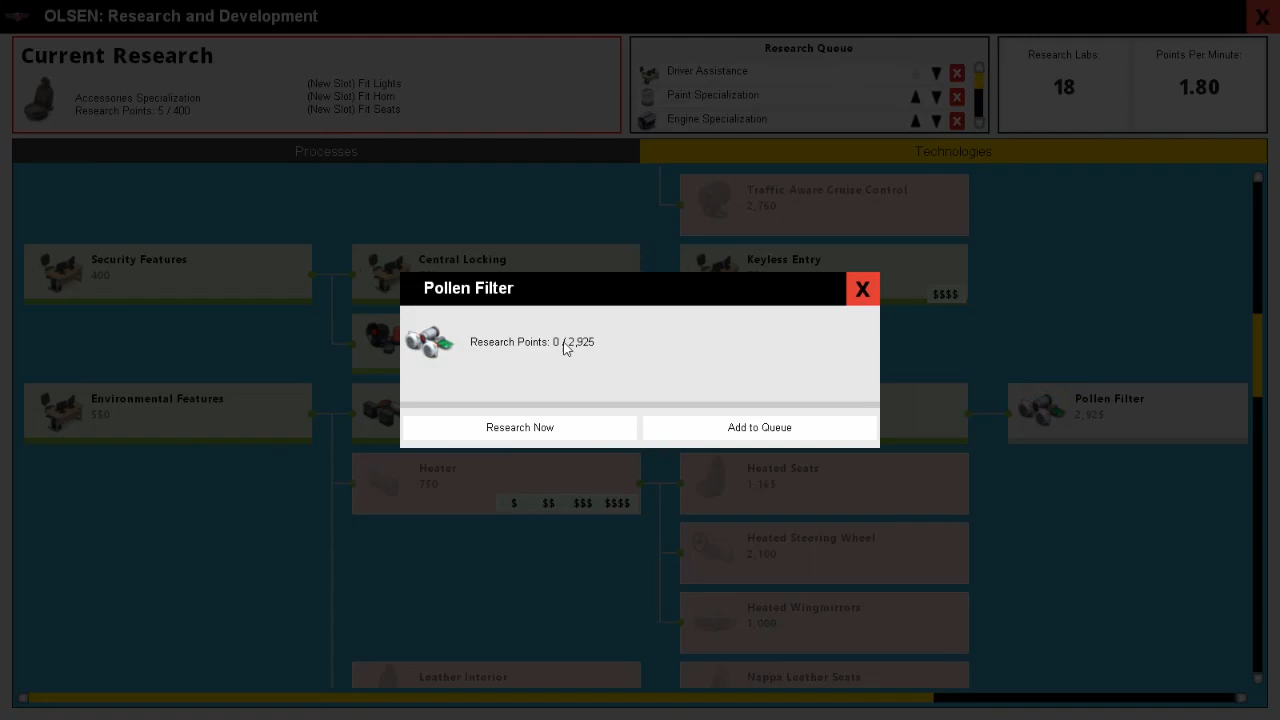 OLSEN: Research and Development
X
Current Research
Accessories Specialization
Research Points: 5 / 400
(New Slot) Fit Lights
(New Slot) Fit Horn
(New Slot) Fit Seats
Research Queue
Driver Assistance
Paint Specialization
Engine Specialization
Research Labs:
18
Points Per Minute:
1.80
Processes
Technologies
Traffic Aware Cruise Control
2,760
Security Features
400
Central Locking
Keyless Entry
$$$$
Pollen Filter
X
Research Points: 0 / 2,925
Research Now
Add to Queue
Environmental Features
550
Pollen Filter
2,925
Heater
750
$ $$ $$$ $$$$
Heated Seats
1,165
Heated Steering Wheel
2,100
Heated Wingmirrors
1,000
Leather Interior
Nappa Leather Seats